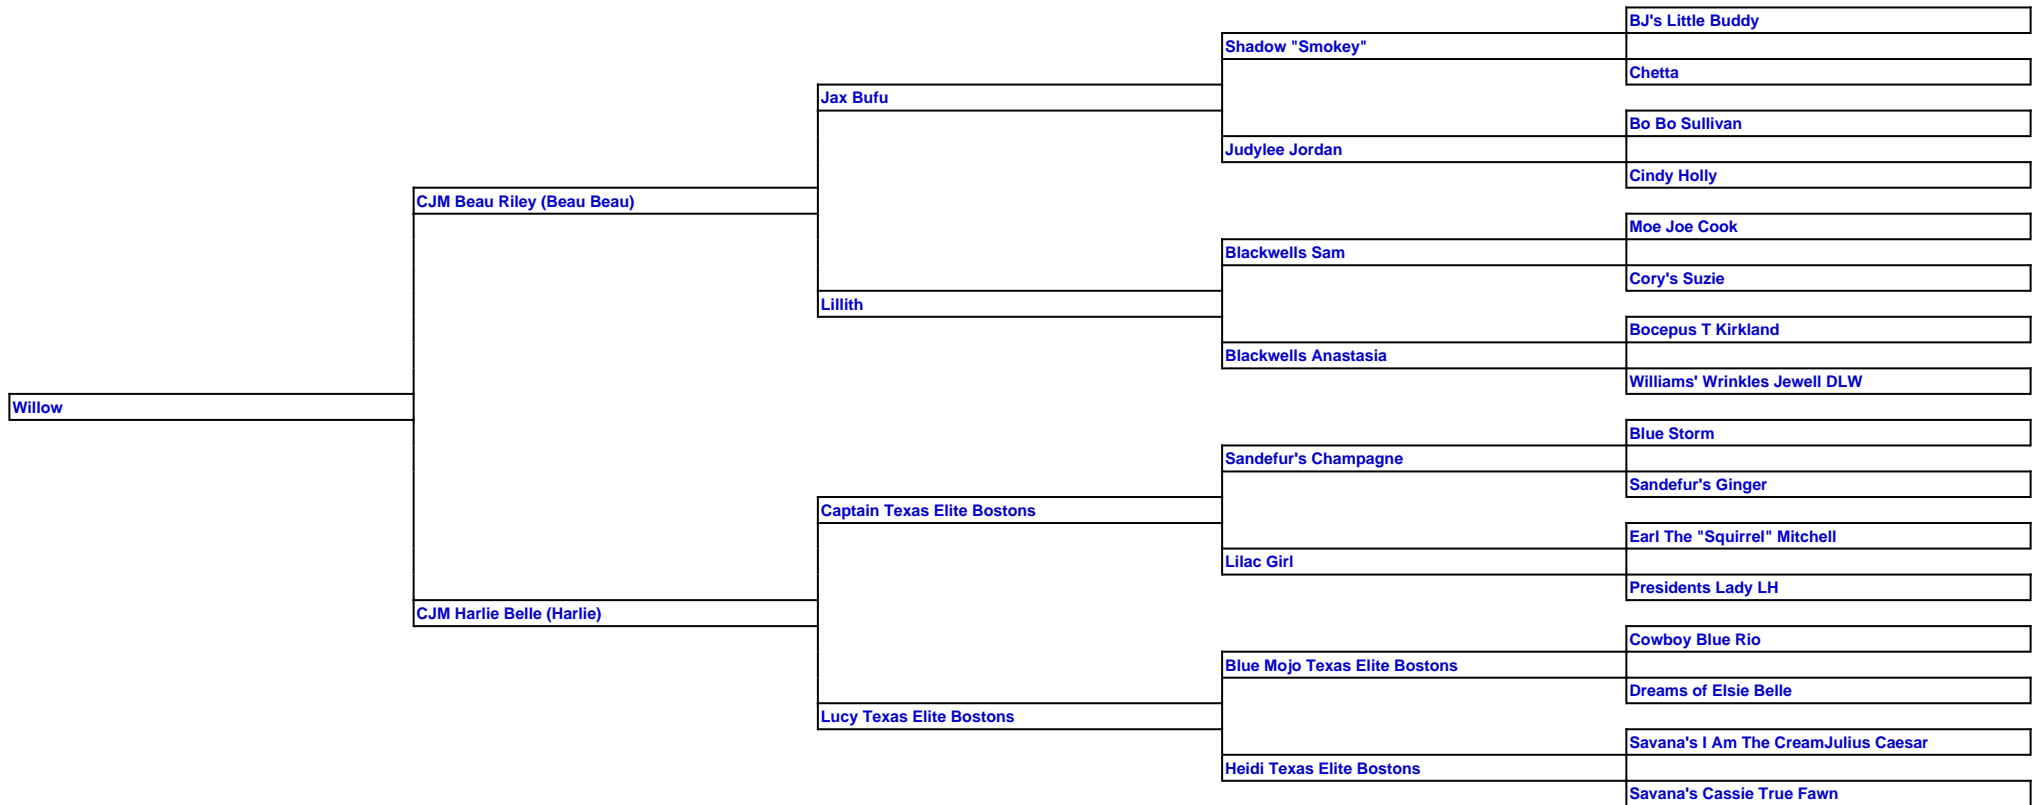 BJ's Little Buddy
Shadow "Smokey"
Chetta
Jax Bufu
Bo Bo Sullivan
Judylee Jordan
Cindy Holly
CJM Beau Riley (Beau Beau)
Moe Joe Cook
Blackwells Sam
Cory's Suzie
Lillith
Bocepus T Kirkland
Blackwells Anastasia
Williams' Wrinkles Jewell DLW
Willow
Blue Storm
Sandefur's Champagne
Sandefur's Ginger
Captain Texas Elite Bostons
Earl The "Squirrel" Mitchell
Lilac Girl
Presidents Lady LH
CJM Harlie Belle (Harlie)
Cowboy Blue Rio
Blue Mojo Texas Elite Bostons
Dreams of Elsie Belle
Lucy Texas Elite Bostons
Savana's I Am The CreamJulius Caesar
Heidi Texas Elite Bostons
Savana's Cassie True Fawn